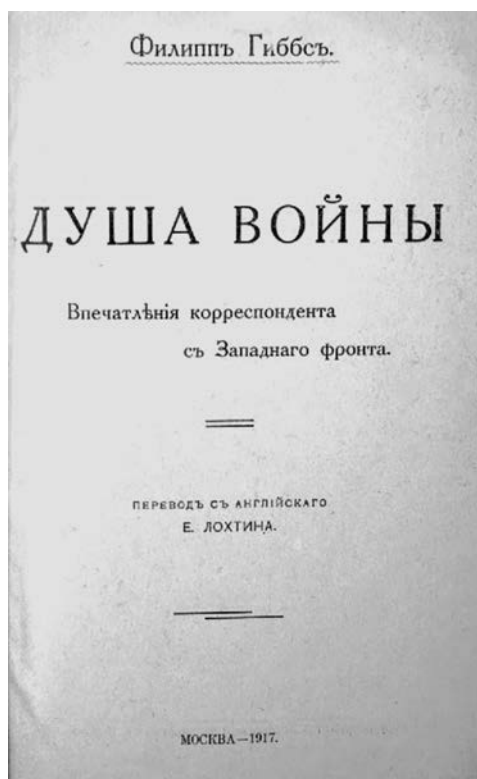 Филиппъ Гиббсъ.
ДУША ВОЙНЫ
Впечатлѣнія корреспондента
съ Западнаго фронта.
ПЕРЕВОДЪ СЪ АНГЛІЙСКАГО
Е. ЛОХТИНА.
МОСКВА—1917.